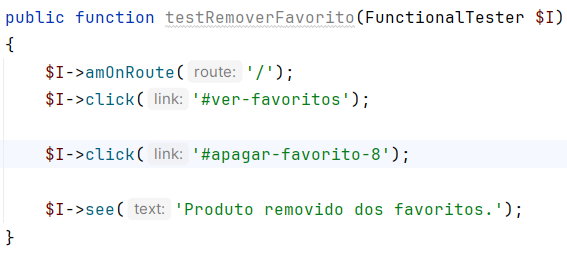 public function testRemoverFavorito(FunctionalTester $I)
{
$I->amOnRoute( route: '/');
$I->click( link: '#ver-favoritos');
$I->click( link: '#apagar-favorito-8');
$I->see( text: 'Produto removido dos favoritos.');
}